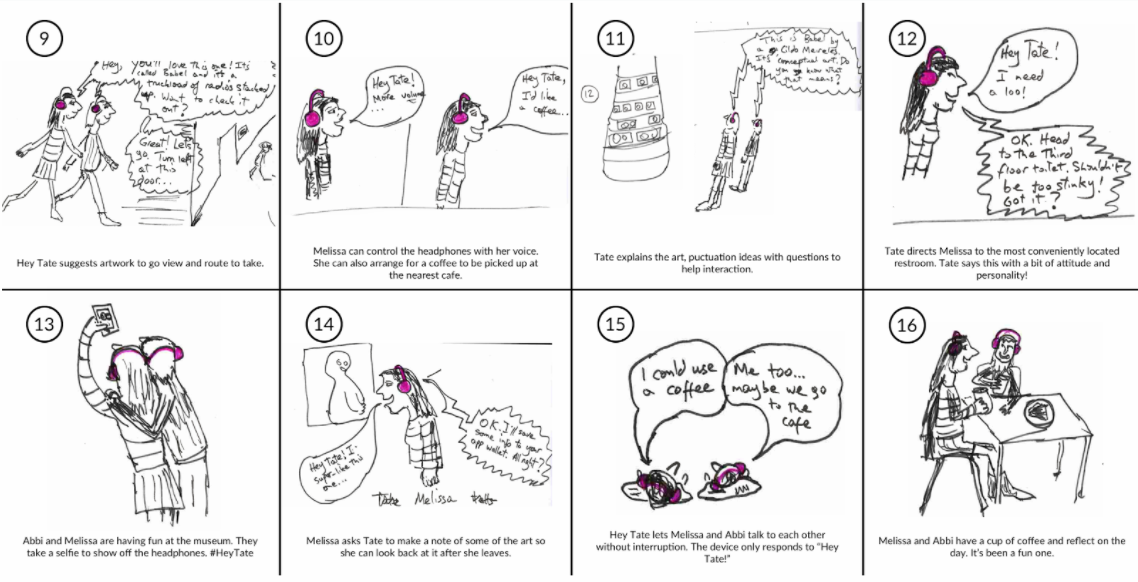 9
Hey, you'll love this one! Its
called Babel and it's a
truckload of radios stacked
up. Want to check it
out?
Great! Let's
go. Turn left
at this
door...
Hey Tate suggests artwork to go view and route to take.
10
Hey Tate!
More volume
...
Hey Tate,
I'd like
a coffee...
Melissa can control the headphones with her voice.
She can also arrange for a coffee to be picked up at
the nearest cafe.
11
12
This is Babel by
a Cildo Meireles.
Its conceptual art. Do
you know what
that means?
Tate explains the art, puctuation ideas with questions to
help interaction.
12
Hey Tate!
I need
a loo!
OK. Head
to the Third
floor toilet. Shouldn't
be too stinky!
Got it?
Tate directs Melissa to the most conveniently located
restroom. Tate says this with a bit of attitude and
personality!
13
Abbi and Melissa are having fun at the museum. They
take a selfie to show off the headphones. #HeyTate
14
Hey Tate! I
super-like this
one...
OK. I'll save
some info to your
app wallet. Alright?
Melissa
Melissa asks Tate to make a note of some of the art so
she can look back at it after she leaves.
15
I could use
a coffee
Me too...
maybe we go
to the
cafe
Hey Tate lets Melissa and Abbi talk to each other
without interruption. The device only responds to “Hey
Tate!”
16
Melissa and Abbi have a cup of coffee and reflect on the
day. It's been a fun one.